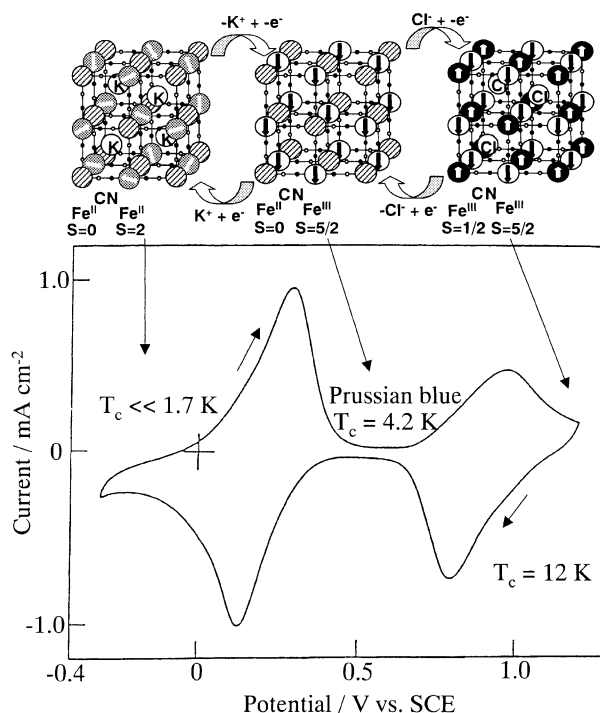 -K⁺ + -e⁻
Cl⁻ + -e⁻
K
K
K
K
Cl
Cl
Cl
CN
Fe^II Fe^II
S=0 S=2
K⁺ + e⁻
CN
Fe^II Fe^III
S=0 S=5/2
-Cl⁻ + e⁻
CN
Fe^III Fe^III
S=1/2 S=5/2
1.0
0
-1.0
Current / mA cm⁻²
T_c << 1.7 K
Prussian blue
T_c = 4.2 K
T_c = 12 K
-0.4
0
0.5
1.0
Potential / V vs. SCE